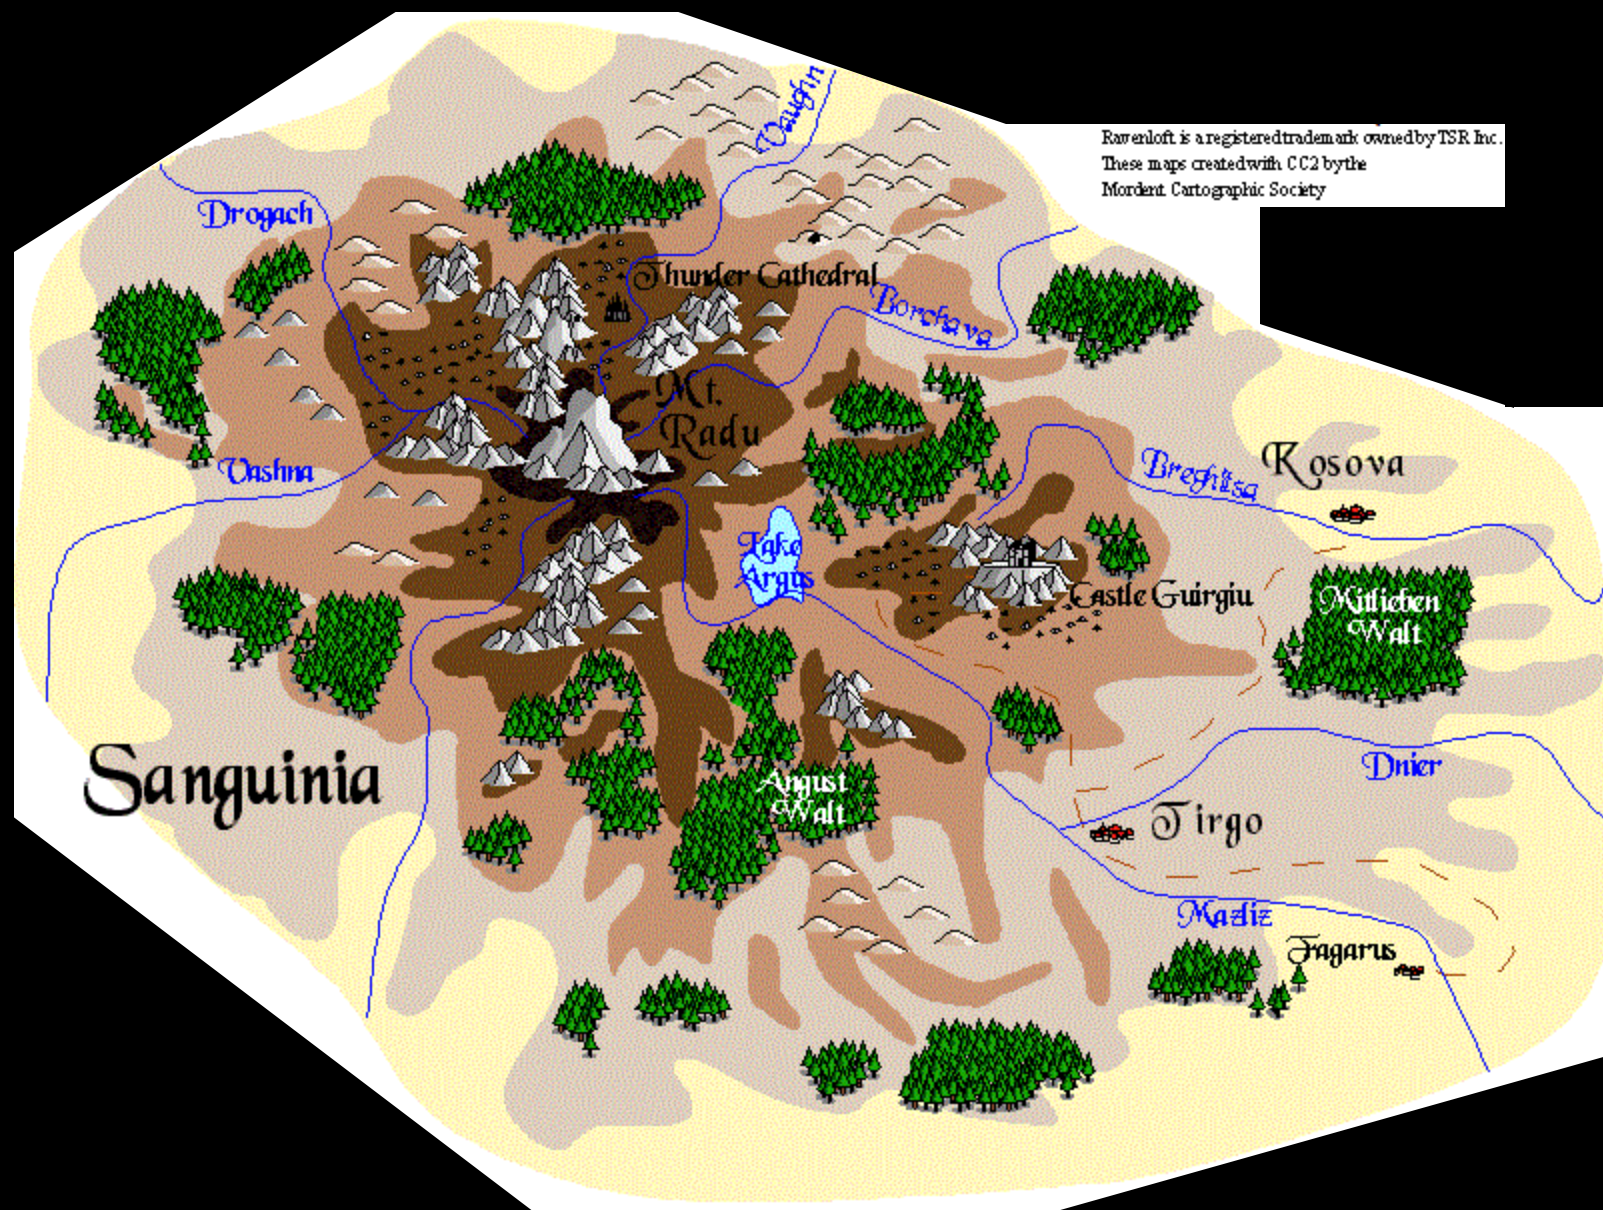 Vaughn
Ravenloft is a registered trademark owned by TSR Inc.
These maps created with CC2 by the
Mordent Cartographic Society
Drogach
Thunder Cathedral
Borchava
Mt.
Radu
Vashna
Kosova
Breghitsa
Lake
Argus
Castle Guirgiu
Mitlieben
Walt
Sanguinia
Angust
Walt
Dnier
Tirgo
Mazliz
Fagarus